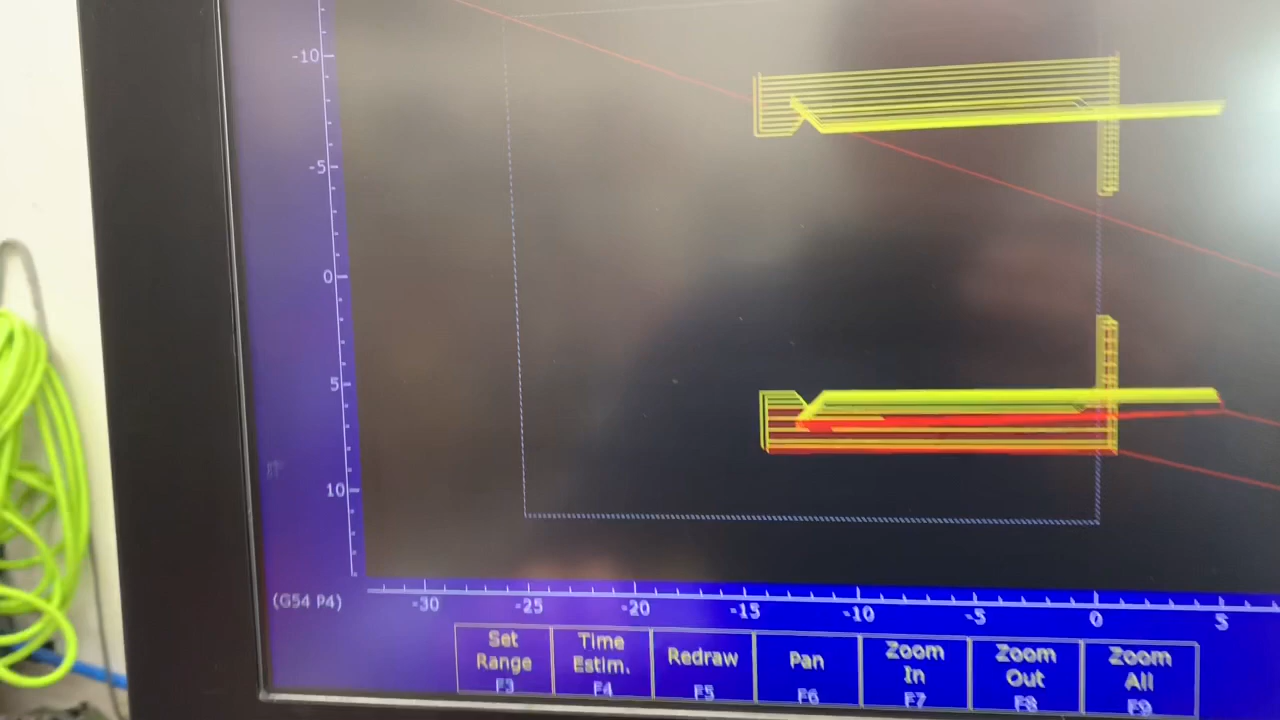 -10
-5
0
5
10
(G54 P4)
-30 -25 -20 -15 -10 -5 0 5
Set Range F3
Time Estim. F4
Redraw F5
Pan F6
Zoom In F7
Zoom Out F8
Zoom All F9